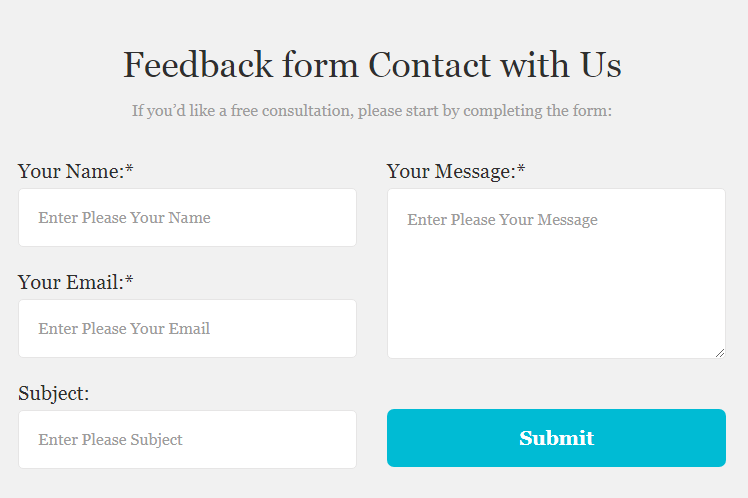 Feedback form Contact with Us
If you’d like a free consultation, please start by completing the form:
Your Name:*
Enter Please Your Name
Your Email:*
Enter Please Your Email
Subject:
Enter Please Subject
Your Message:*
Enter Please Your Message
Submit